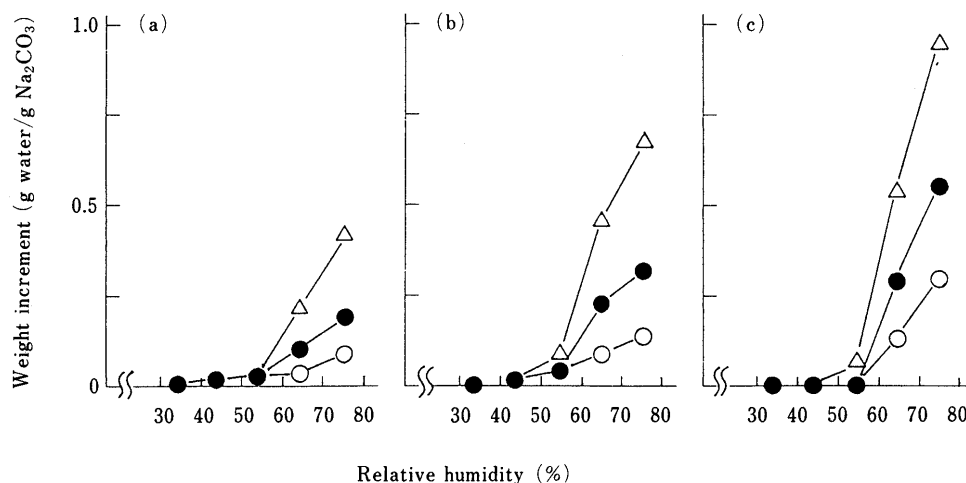 (a)
(b)
(c)
Weight increment (g water/g Na₂CO₃)
1.0
0.5
0
30 40 50 60 70 80
30 40 50 60 70 80
30 40 50 60 70 80
Relative humidity (%)